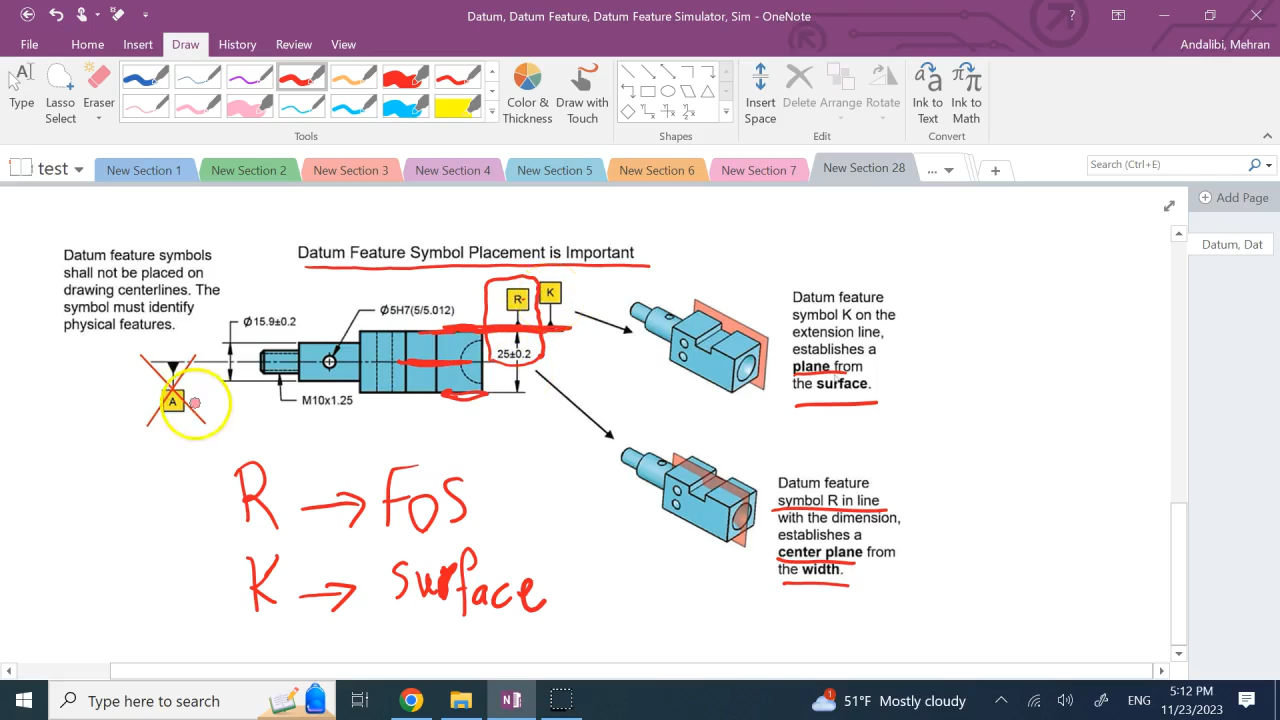 Datum, Datum Feature, Datum Feature Simulator, Sim - OneNote
File Home Insert Draw History Review View
Andalibi, Mehran
Type
Lasso Select
Eraser
Color & Thickness
Draw with Touch
Insert Space
Delete Arrange Rotate
Ink to Text
Ink to Math
Tools
Shapes
Edit
Convert
test
New Section 1
New Section 2
New Section 3
New Section 4
New Section 5
New Section 6
New Section 7
New Section 28
...
Search (Ctrl+E)
Add Page
Datum, Dat
Datum feature symbols
shall not be placed on
drawing centerlines. The
symbol must identify
physical features.
Datum Feature Symbol Placement is Important
Ø15.9±0.2
Ø5H7(5/5.012)
R-
K
25±0.2
M10x1.25
A
Datum feature
symbol K on the
extension line,
establishes a
plane from
the surface.
Datum feature
symbol R in line
with the dimension,
establishes a
center plane from
the width.
R → FOS
K → surface
Type here to search
1
51°F Mostly cloudy
ENG
5:12 PM
11/23/2023